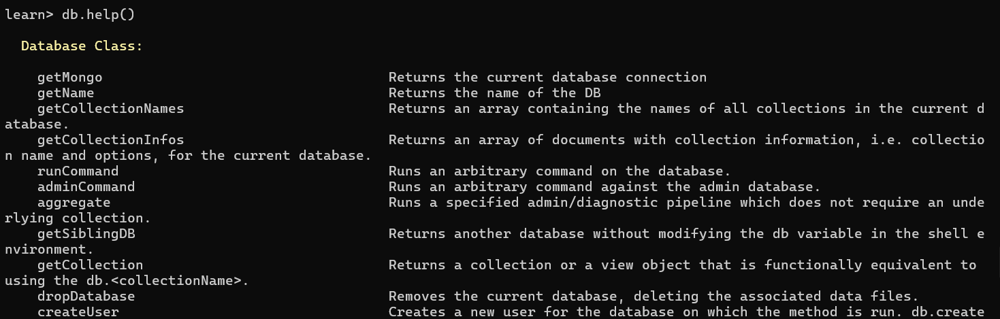 learn> db.help()
Database Class:
getMongo Returns the current database connection
getName Returns the name of the DB
getCollectionNames Returns an array containing the names of all collections in the current d
atabase.
getCollectionInfos Returns an array of documents with collection information, i.e. collectio
n name and options, for the current database.
runCommand Runs an arbitrary command on the database.
adminCommand Runs an arbitrary command against the admin database.
aggregate Runs a specified admin/diagnostic pipeline which does not require an unde
rlying collection.
getSiblingDB Returns another database without modifying the db variable in the shell e
nvironment.
getCollection Returns a collection or a view object that is functionally equivalent to
using the db.<collectionName>.
dropDatabase Removes the current database, deleting the associated data files.
createUser Creates a new user for the database on which the method is run. db.create